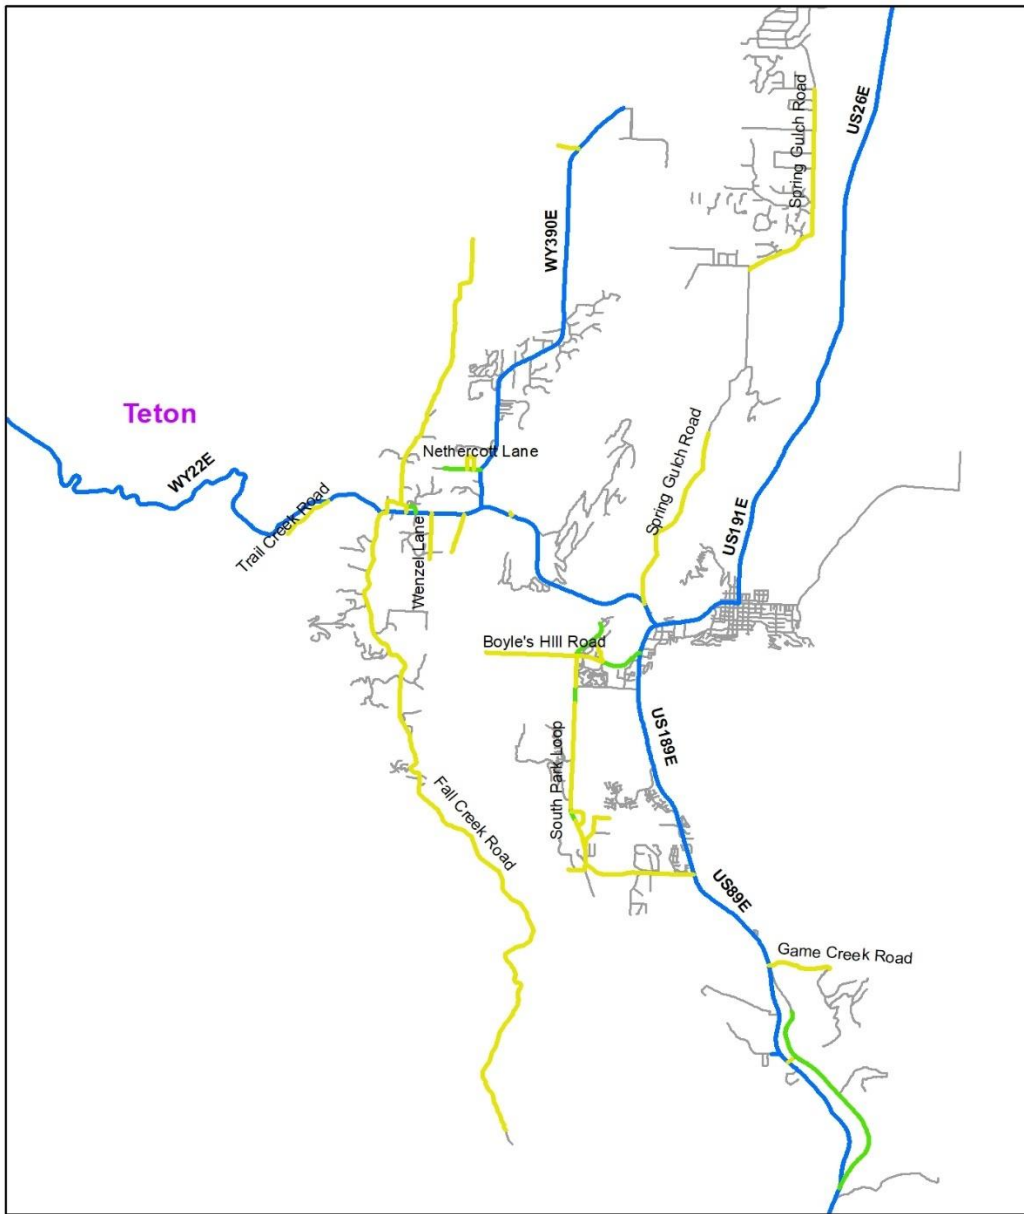 US26E
Spring Gulch Road
WY390E
Teton
Nethercott Lane
WY22E
Spring Gulch Road
Trail Creek Road
US191E
Wenzel Lane
Boyle's HIll Road
US189E
South Park Loop
Fall Creek Road
US89E
Game Creek Road